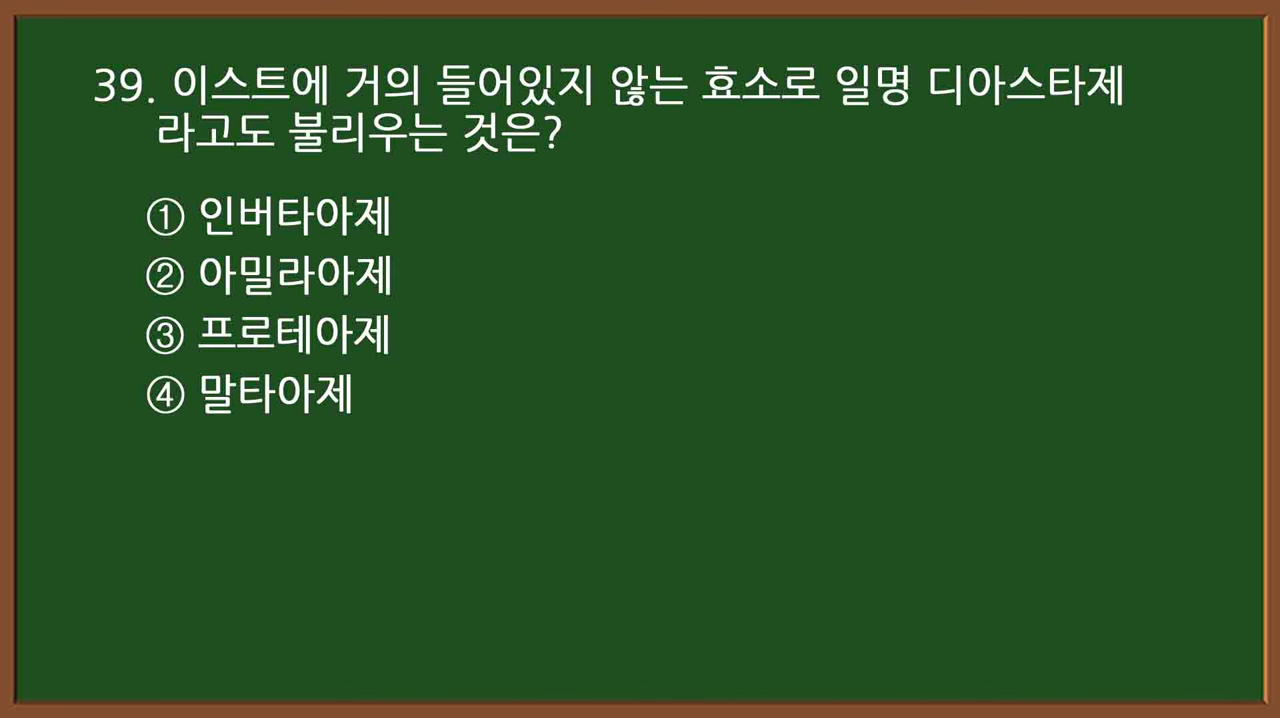 39. 이스트에 거의 들어있지 않는 효소로 일명 디아스타제
라고도 불리우는 것은?
① 인버타아제
② 아밀라아제
③ 프로테아제
④ 말타아제